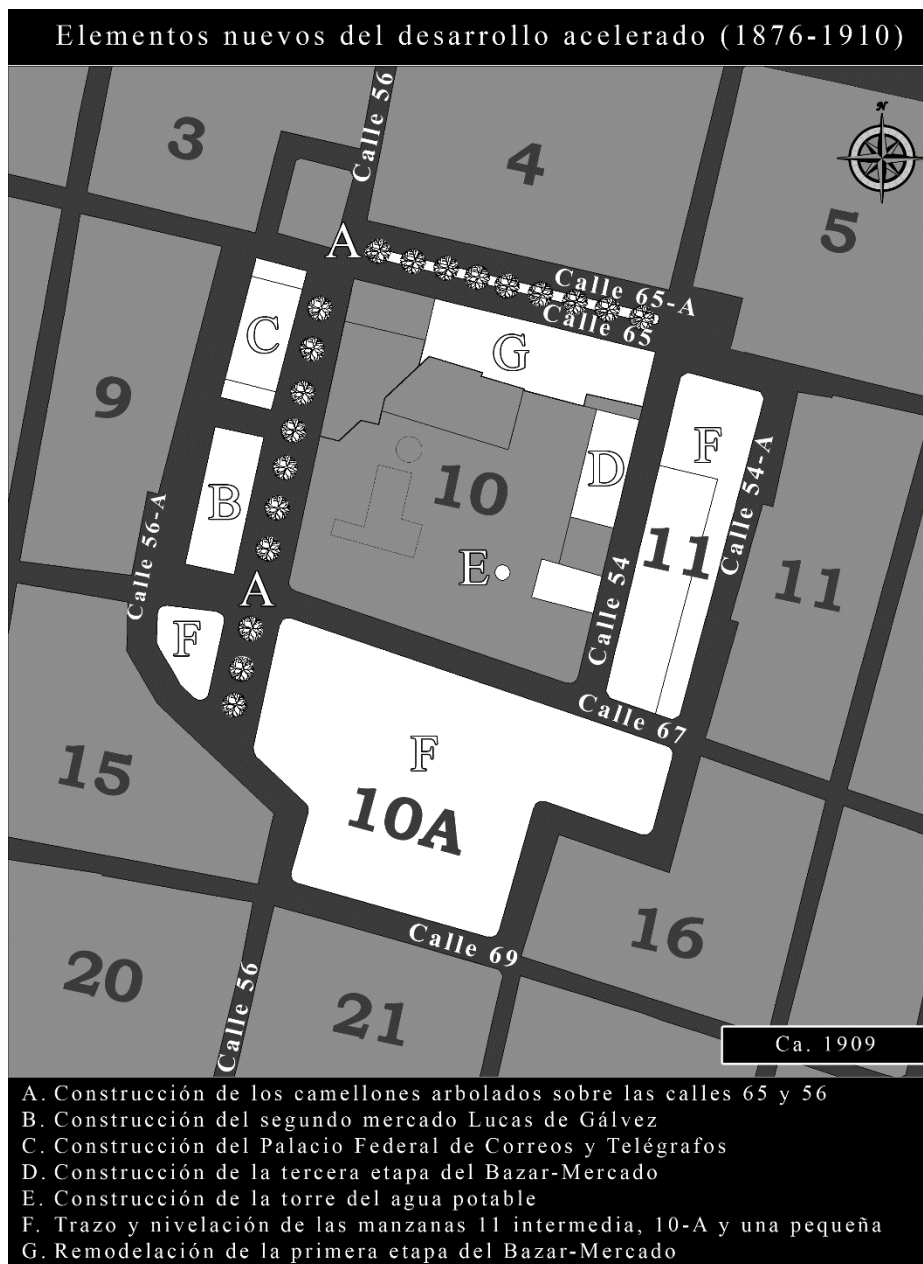 Elementos nuevos del desarrollo acelerado (1876-1910)
N
Calle 56
3
4
5
A
Calle 65-A
Calle 65
C
G
9
F
D
10
B
Calle 54-A
11
11
E
Calle 56-A
A
Calle 54
F
Calle 67
F
15
10A
16
Calle 69
20
Calle 56
21
Ca. 1909
A. Construcción de los camellones arbolados sobre las calles 65 y 56
B. Construcción del segundo mercado Lucas de Gálvez
C. Construcción del Palacio Federal de Correos y Telégrafos
D. Construcción de la tercera etapa del Bazar-Mercado
E. Construcción de la torre del agua potable
F. Trazo y nivelación de las manzanas 11 intermedia, 10-A y una pequeña
G. Remodelación de la primera etapa del Bazar-Mercado